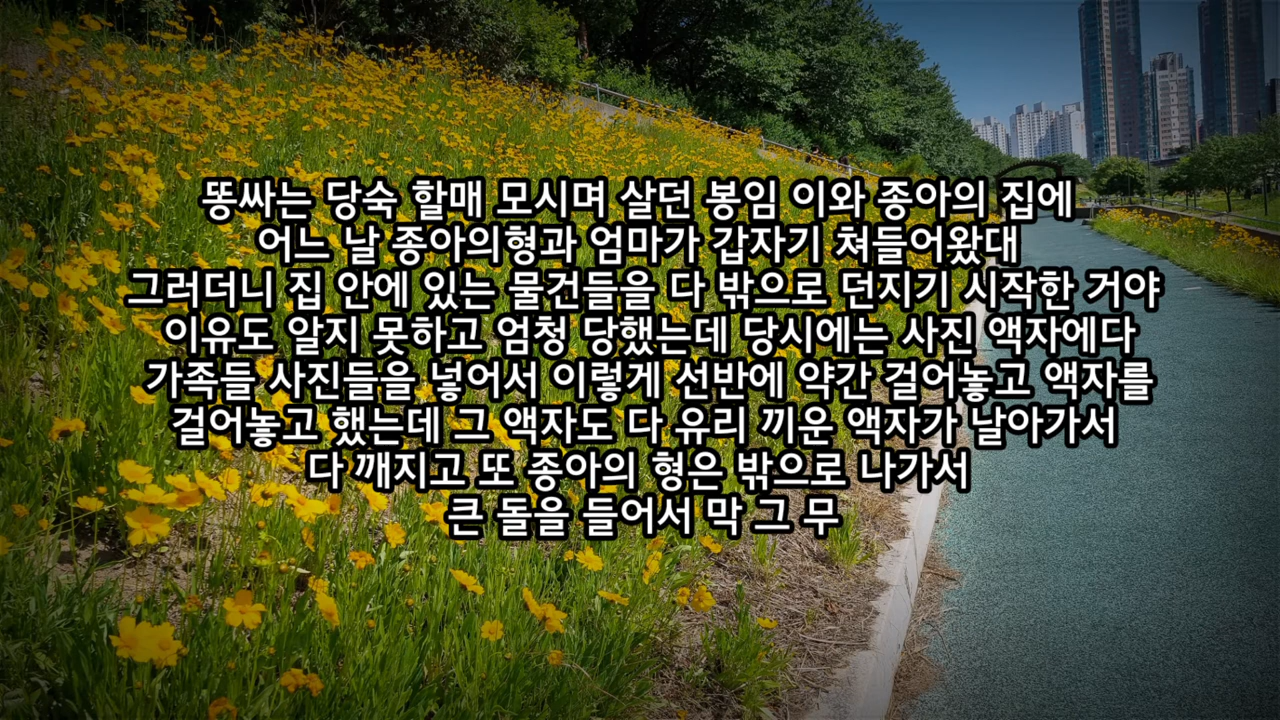 똥싸는 당숙 할매 모시며 살던 봉임 이와 종아의 집에
어느 날 종아의형과 엄마가 갑자기 쳐들어왔대
그러더니 집 안에 있는 물건들을 다 밖으로 던지기 시작한 거야
이유도 알지 못하고 엄청 당했는데 당시에는 사진 액자에다
가족들 사진들을 넣어서 이렇게 선반에 약간 걸어놓고 액자를
걸어놓고 했는데 그 액자도 다 유리 끼운 액자가 날아가서
다 깨지고 또 종아의 형은 밖으로 나가서
큰 돌을 들어서 막 그 무